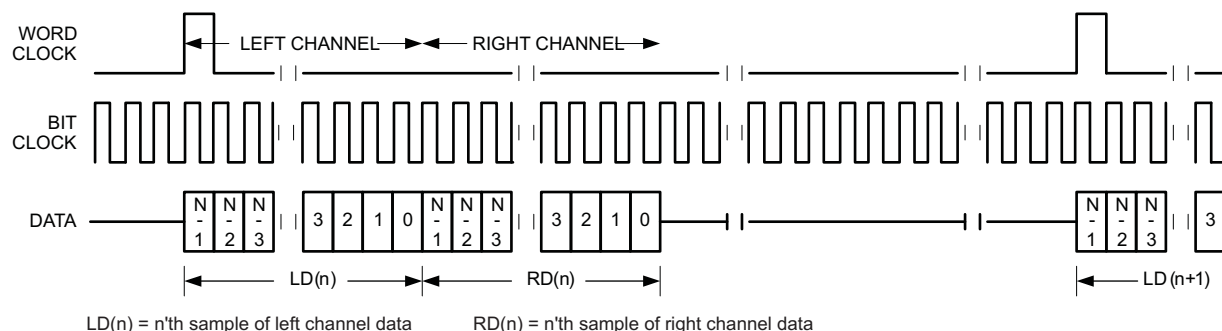 WORD
CLOCK
LEFT CHANNEL
RIGHT CHANNEL
BIT
CLOCK
DATA
N-1 N-2 N-3 3 2 1 0 N-1 N-2 N-3 3 2 1 0 N-1 N-2 N-3 3
LD(n) RD(n) LD(n+1)
LD(n) = n'th sample of left channel data RD(n) = n'th sample of right channel data